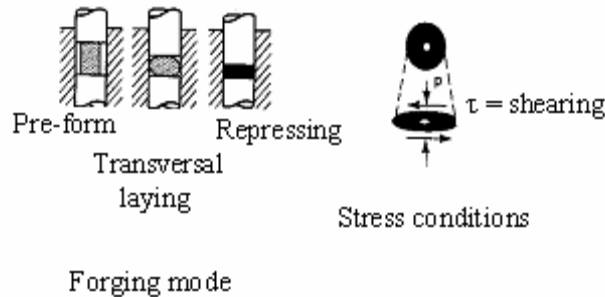 Pre-form
Repressing
Transversal
laying
Forging mode
P
τ = shearing
Stress conditions